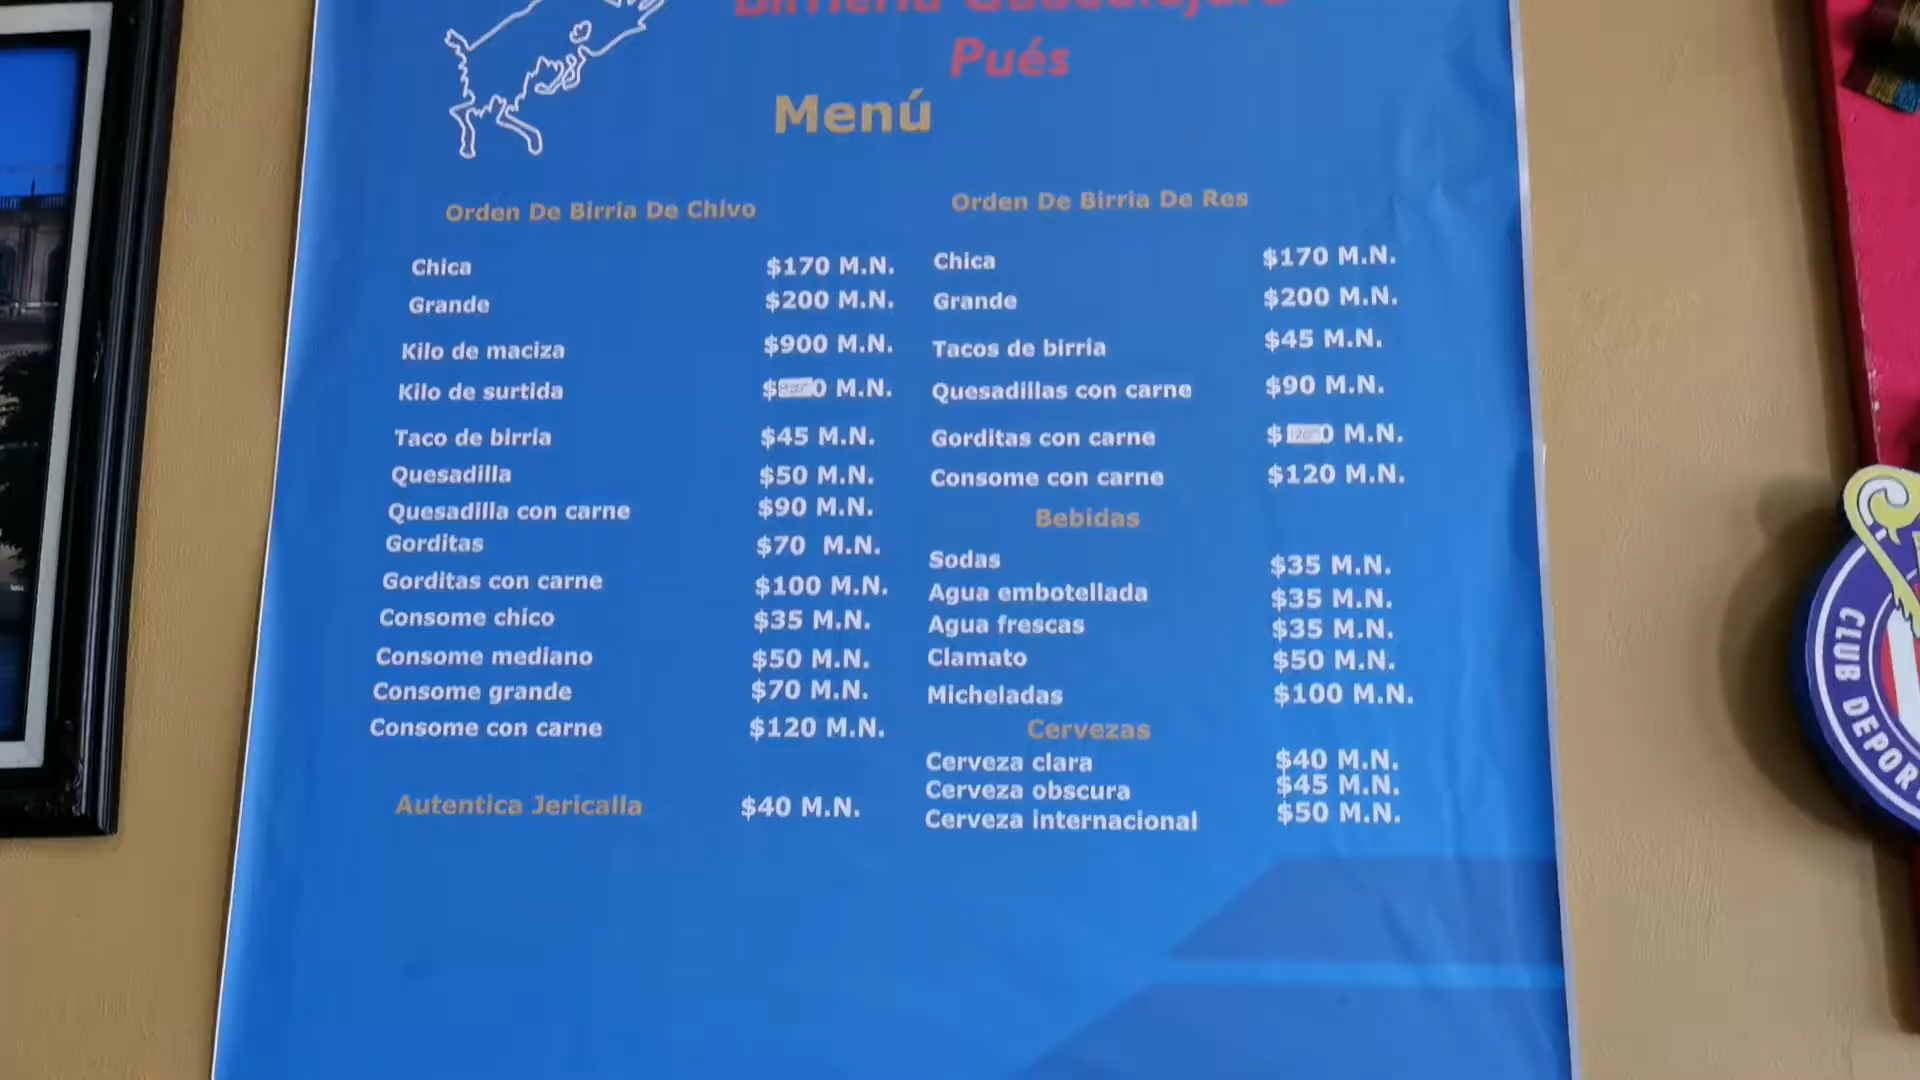 Birrieria Guadalajara
Pués
Menú
Orden De Birria De Chivo
Chica $170 M.N.
Grande $200 M.N.
Kilo de maciza $900 M.N.
Kilo de surtida $ 0 M.N.
Taco de birria $45 M.N.
Quesadilla $50 M.N.
Quesadilla con carne $90 M.N.
Gorditas $70 M.N.
Gorditas con carne $100 M.N.
Consome chico $35 M.N.
Consome mediano $50 M.N.
Consome grande $70 M.N.
Consome con carne $120 M.N.
Autentica Jericalla $40 M.N.
Orden De Birria De Res
Chica $170 M.N.
Grande $200 M.N.
Tacos de birria $45 M.N.
Quesadillas con carne $90 M.N.
Gorditas con carne $ 0 M.N.
Consome con carne $120 M.N.
Bebidas
Sodas $35 M.N.
Agua embotellada $35 M.N.
Agua frescas $35 M.N.
Clamato $50 M.N.
Micheladas $100 M.N.
Cervezas
Cerveza clara $40 M.N.
Cerveza obscura $45 M.N.
Cerveza internacional $50 M.N.
CLUB DEPOR